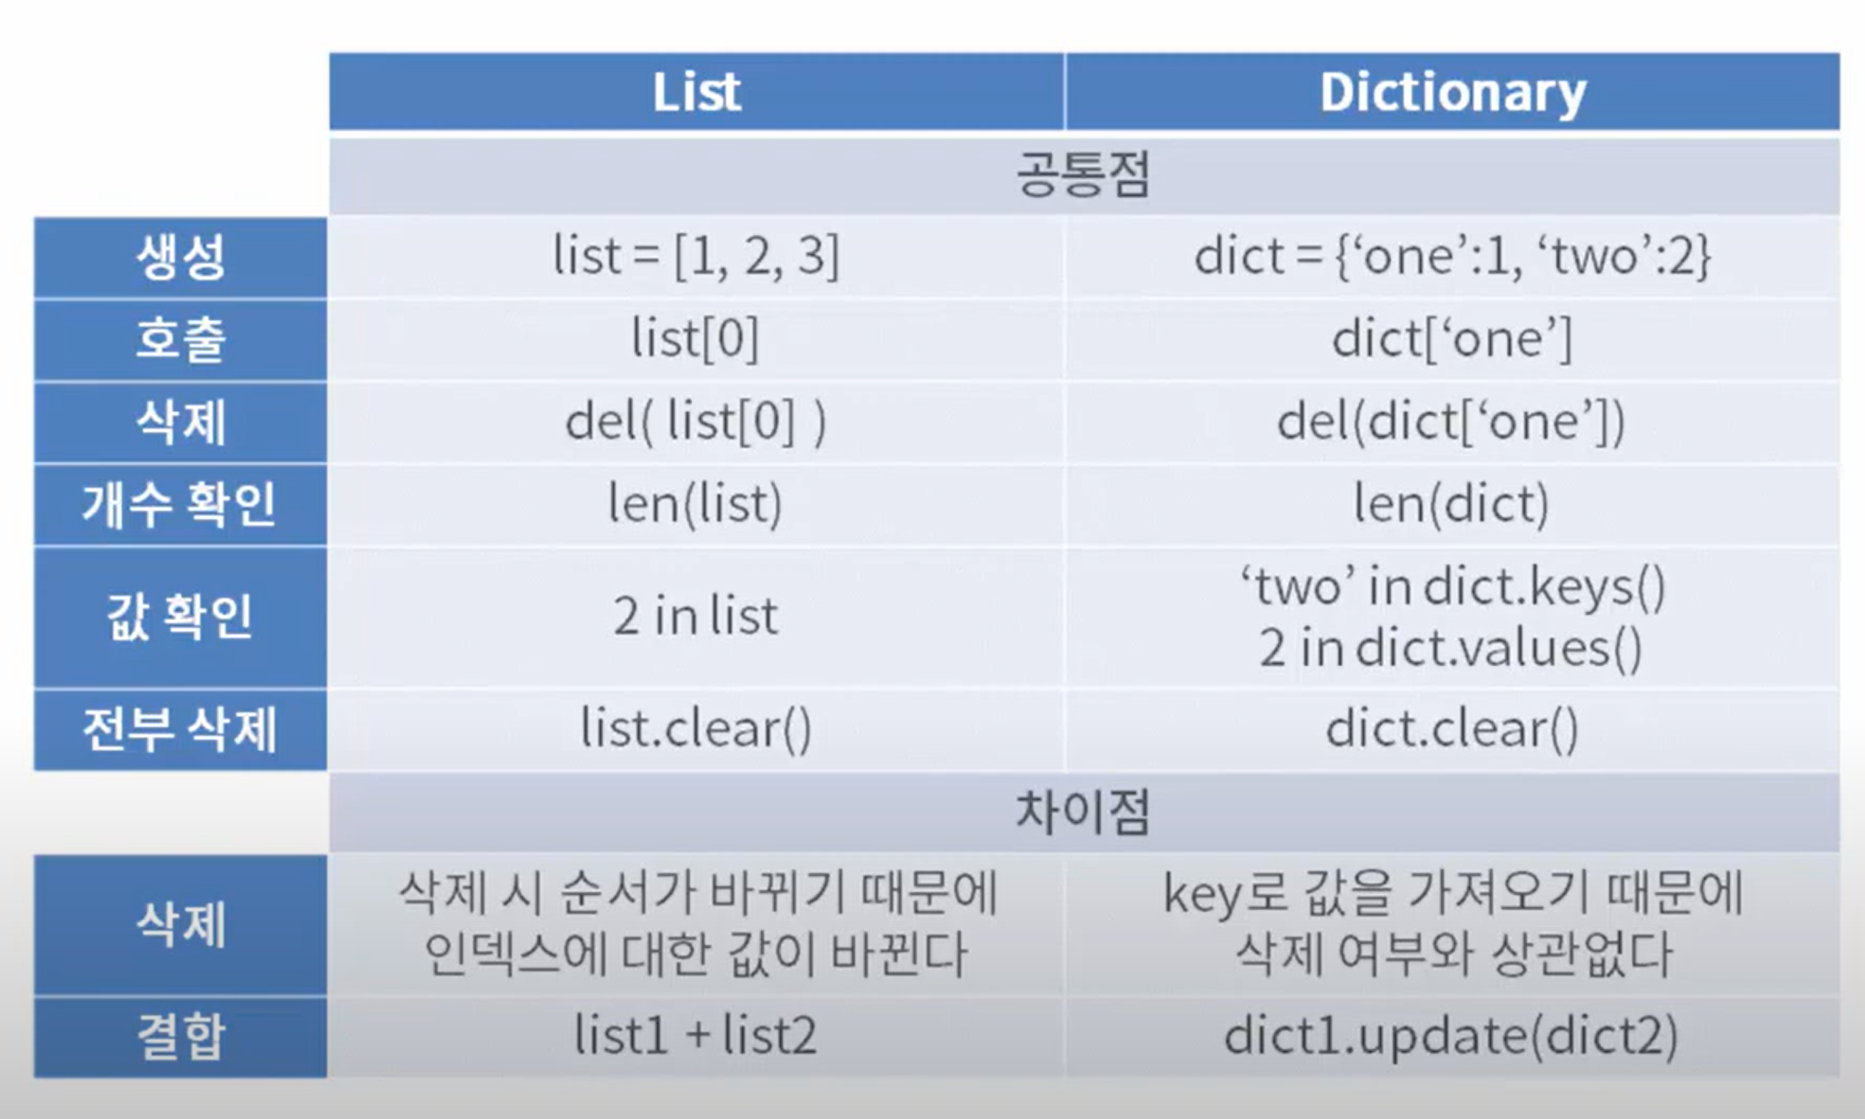 List Dictionary
공통점
생성 list = [1, 2, 3] dict = {‘one’:1, ‘two’:2}
호출 list[0] dict[‘one’]
삭제 del( list[0] ) del(dict[‘one’])
개수 확인 len(list) len(dict)
값 확인 2 in list ‘two’ in dict.keys()
2 in dict.values()
전부 삭제 list.clear() dict.clear()
차이점
삭제 삭제 시 순서가 바뀌기 때문에 key로 값을 가져오기 때문에
인덱스에 대한 값이 바뀐다 삭제 여부와 상관없다
결합 list1 + list2 dict1.update(dict2)